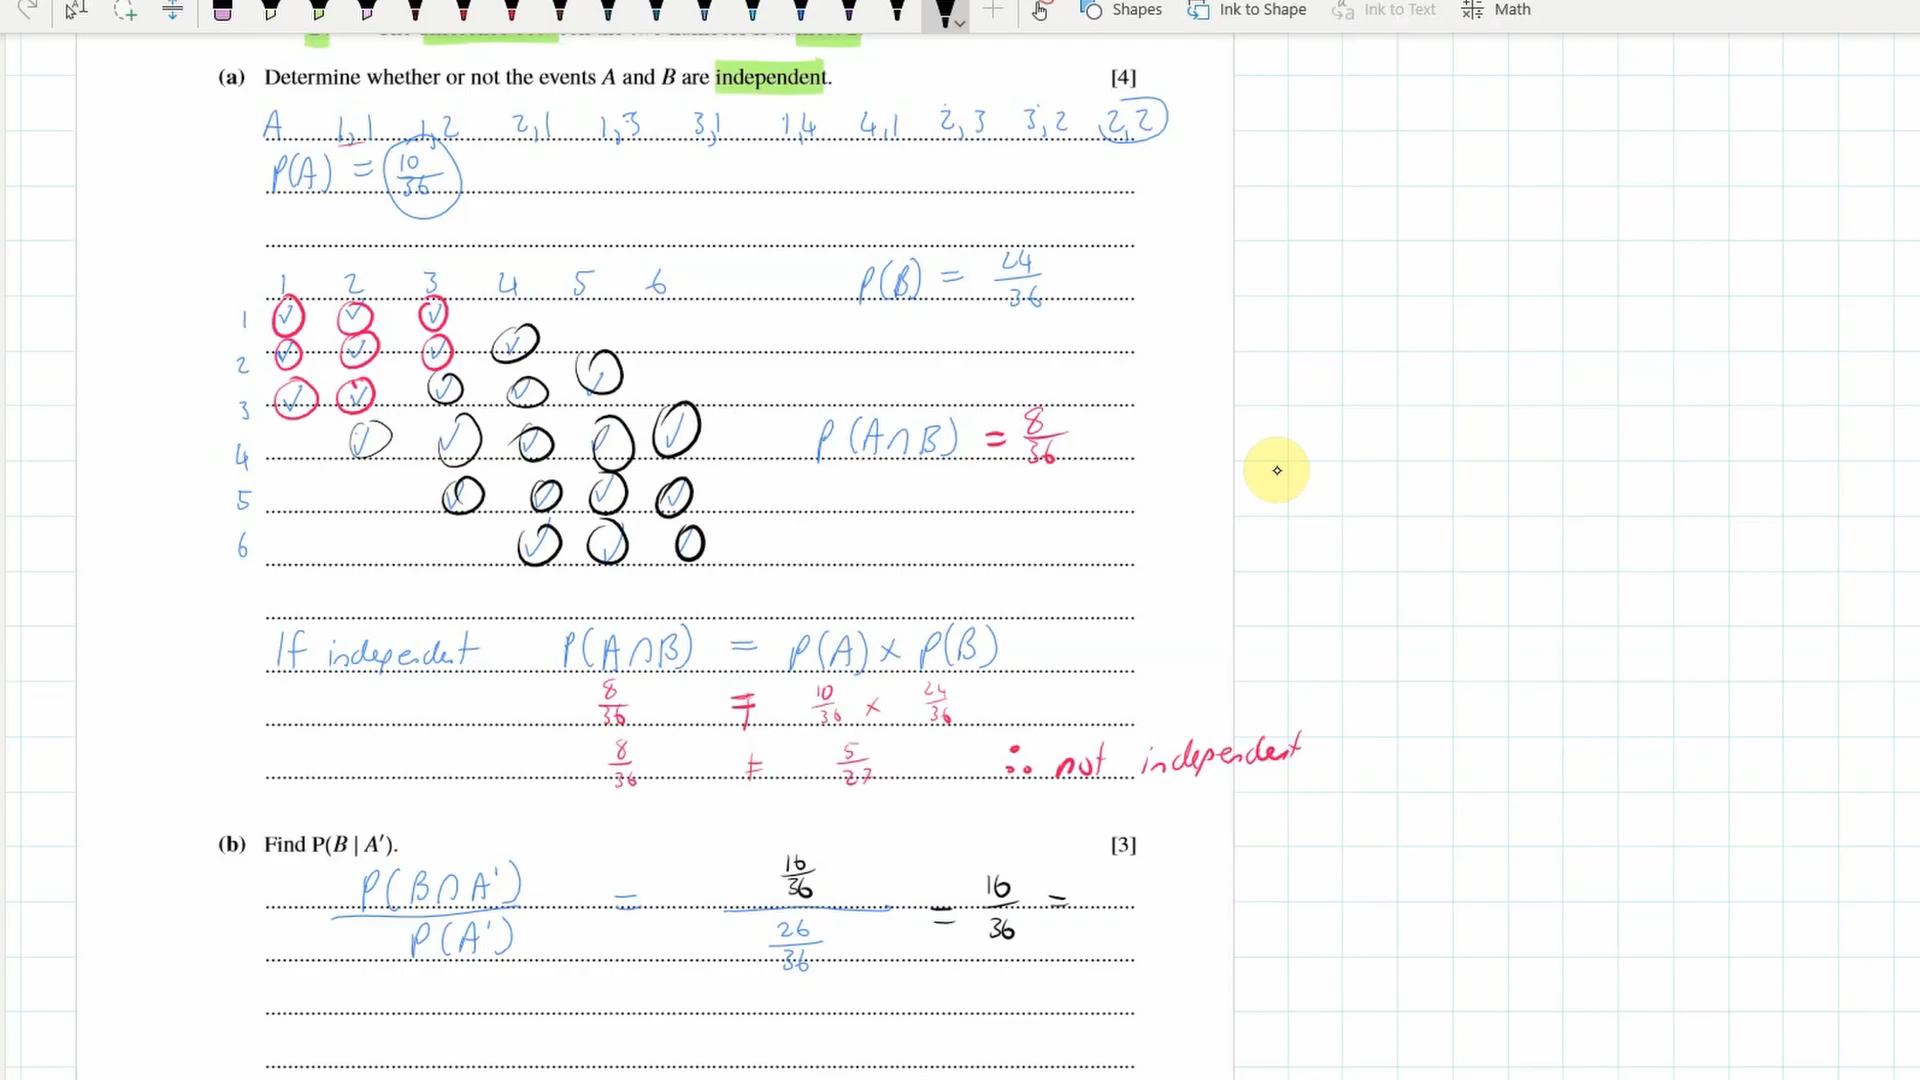 Shapes Ink to Shape Ink to Text Math
(a) Determine whether or not the events A and B are independent. [4]
A 1,1 1,2 2,1 1,3 3,1 1,4 4,1 2,3 3,2 2,2
P(A) = 10/36
1 2 3 4 5 6
P(B) = 24/36
1 ✓ ✓ ✓
2 ✓ ✓ ✓ ✓
3 ✓ ✓ ✓ ✓ ✓
4 ✓ ✓ ✓ ✓ ✓
P(A∩B) = 8/36
5 ✓ ✓ ✓ ✓
6 ✓ ✓ ✓
If independent P(A∩B) = P(A) × P(B)
8/36 ≠ 10/36 × 24/36
8/36 ≠ 5/27 ∴ not independent
(b) Find P(B | A′). [3]
P(B∩A')/P(A') = 16/36 / 26/36 = 16/36 =